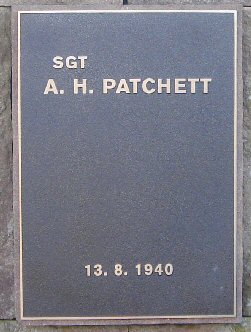 SGT
A. H. PATCHETT
13. 8. 1940